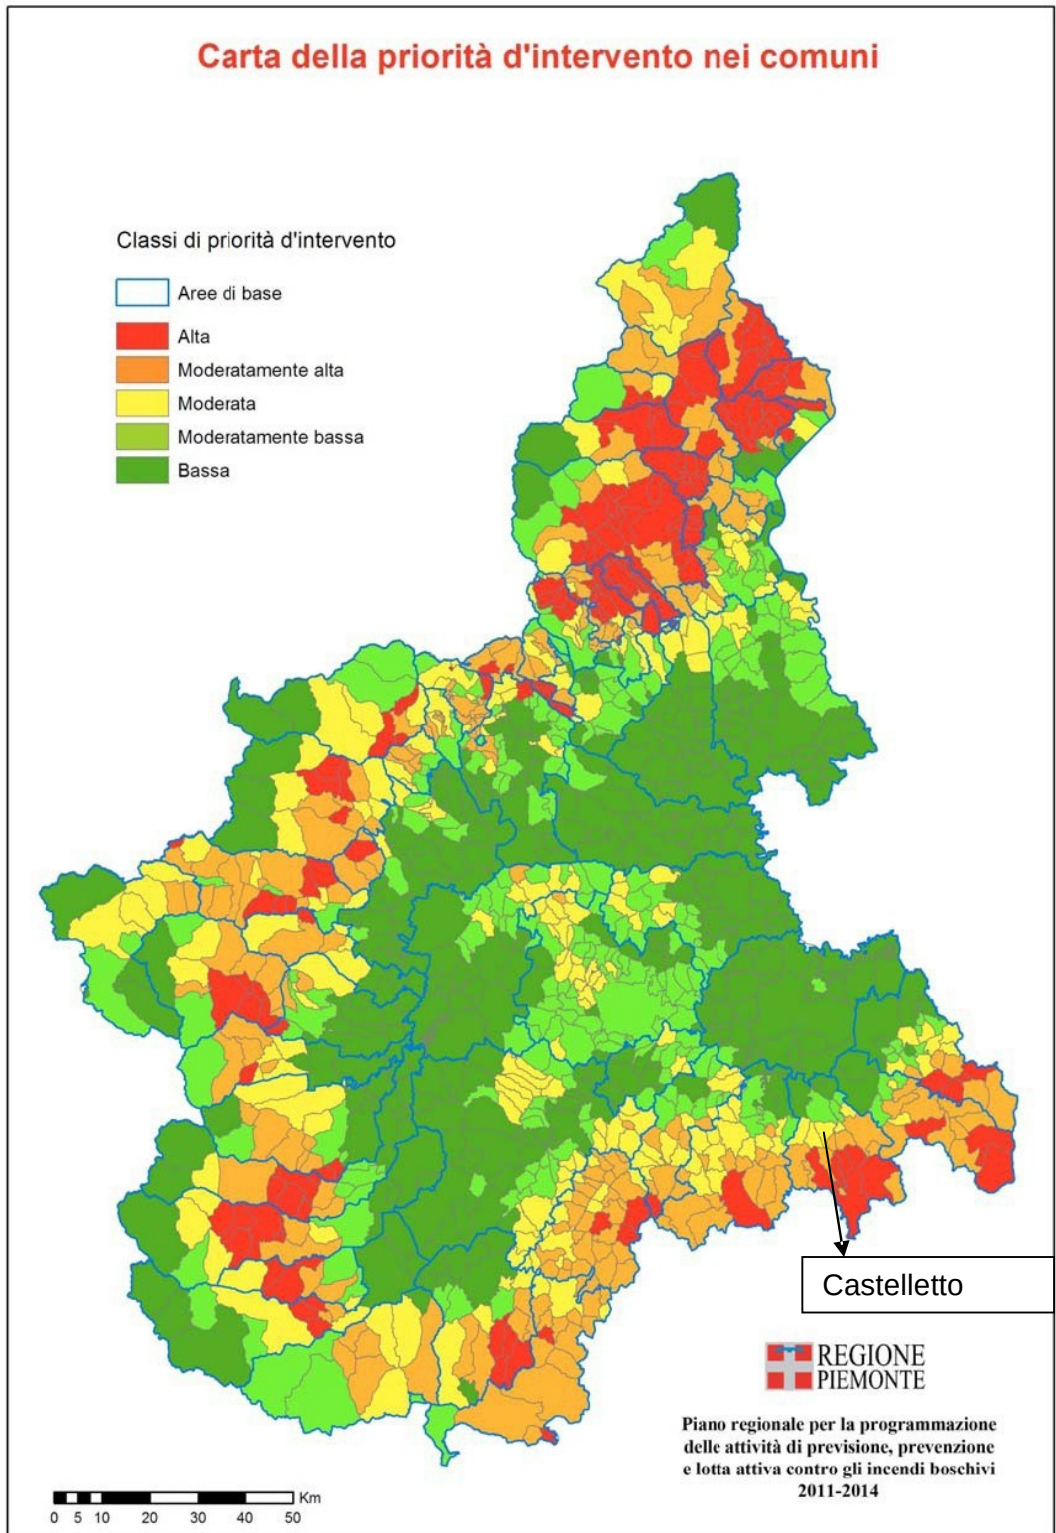 Carta della priorità d'intervento nei comuni
Classi di priorità d'intervento
Aree di base
Alta
Moderatamente alta
Moderata
Moderatamente bassa
Bassa
Castelletto
REGIONE
PIEMONTE
Piano regionale per la programmazione
delle attività di previsione, prevenzione
e lotta attiva contro gli incendi boschivi
2011-2014
Km
0 5 10 20 30 40 50